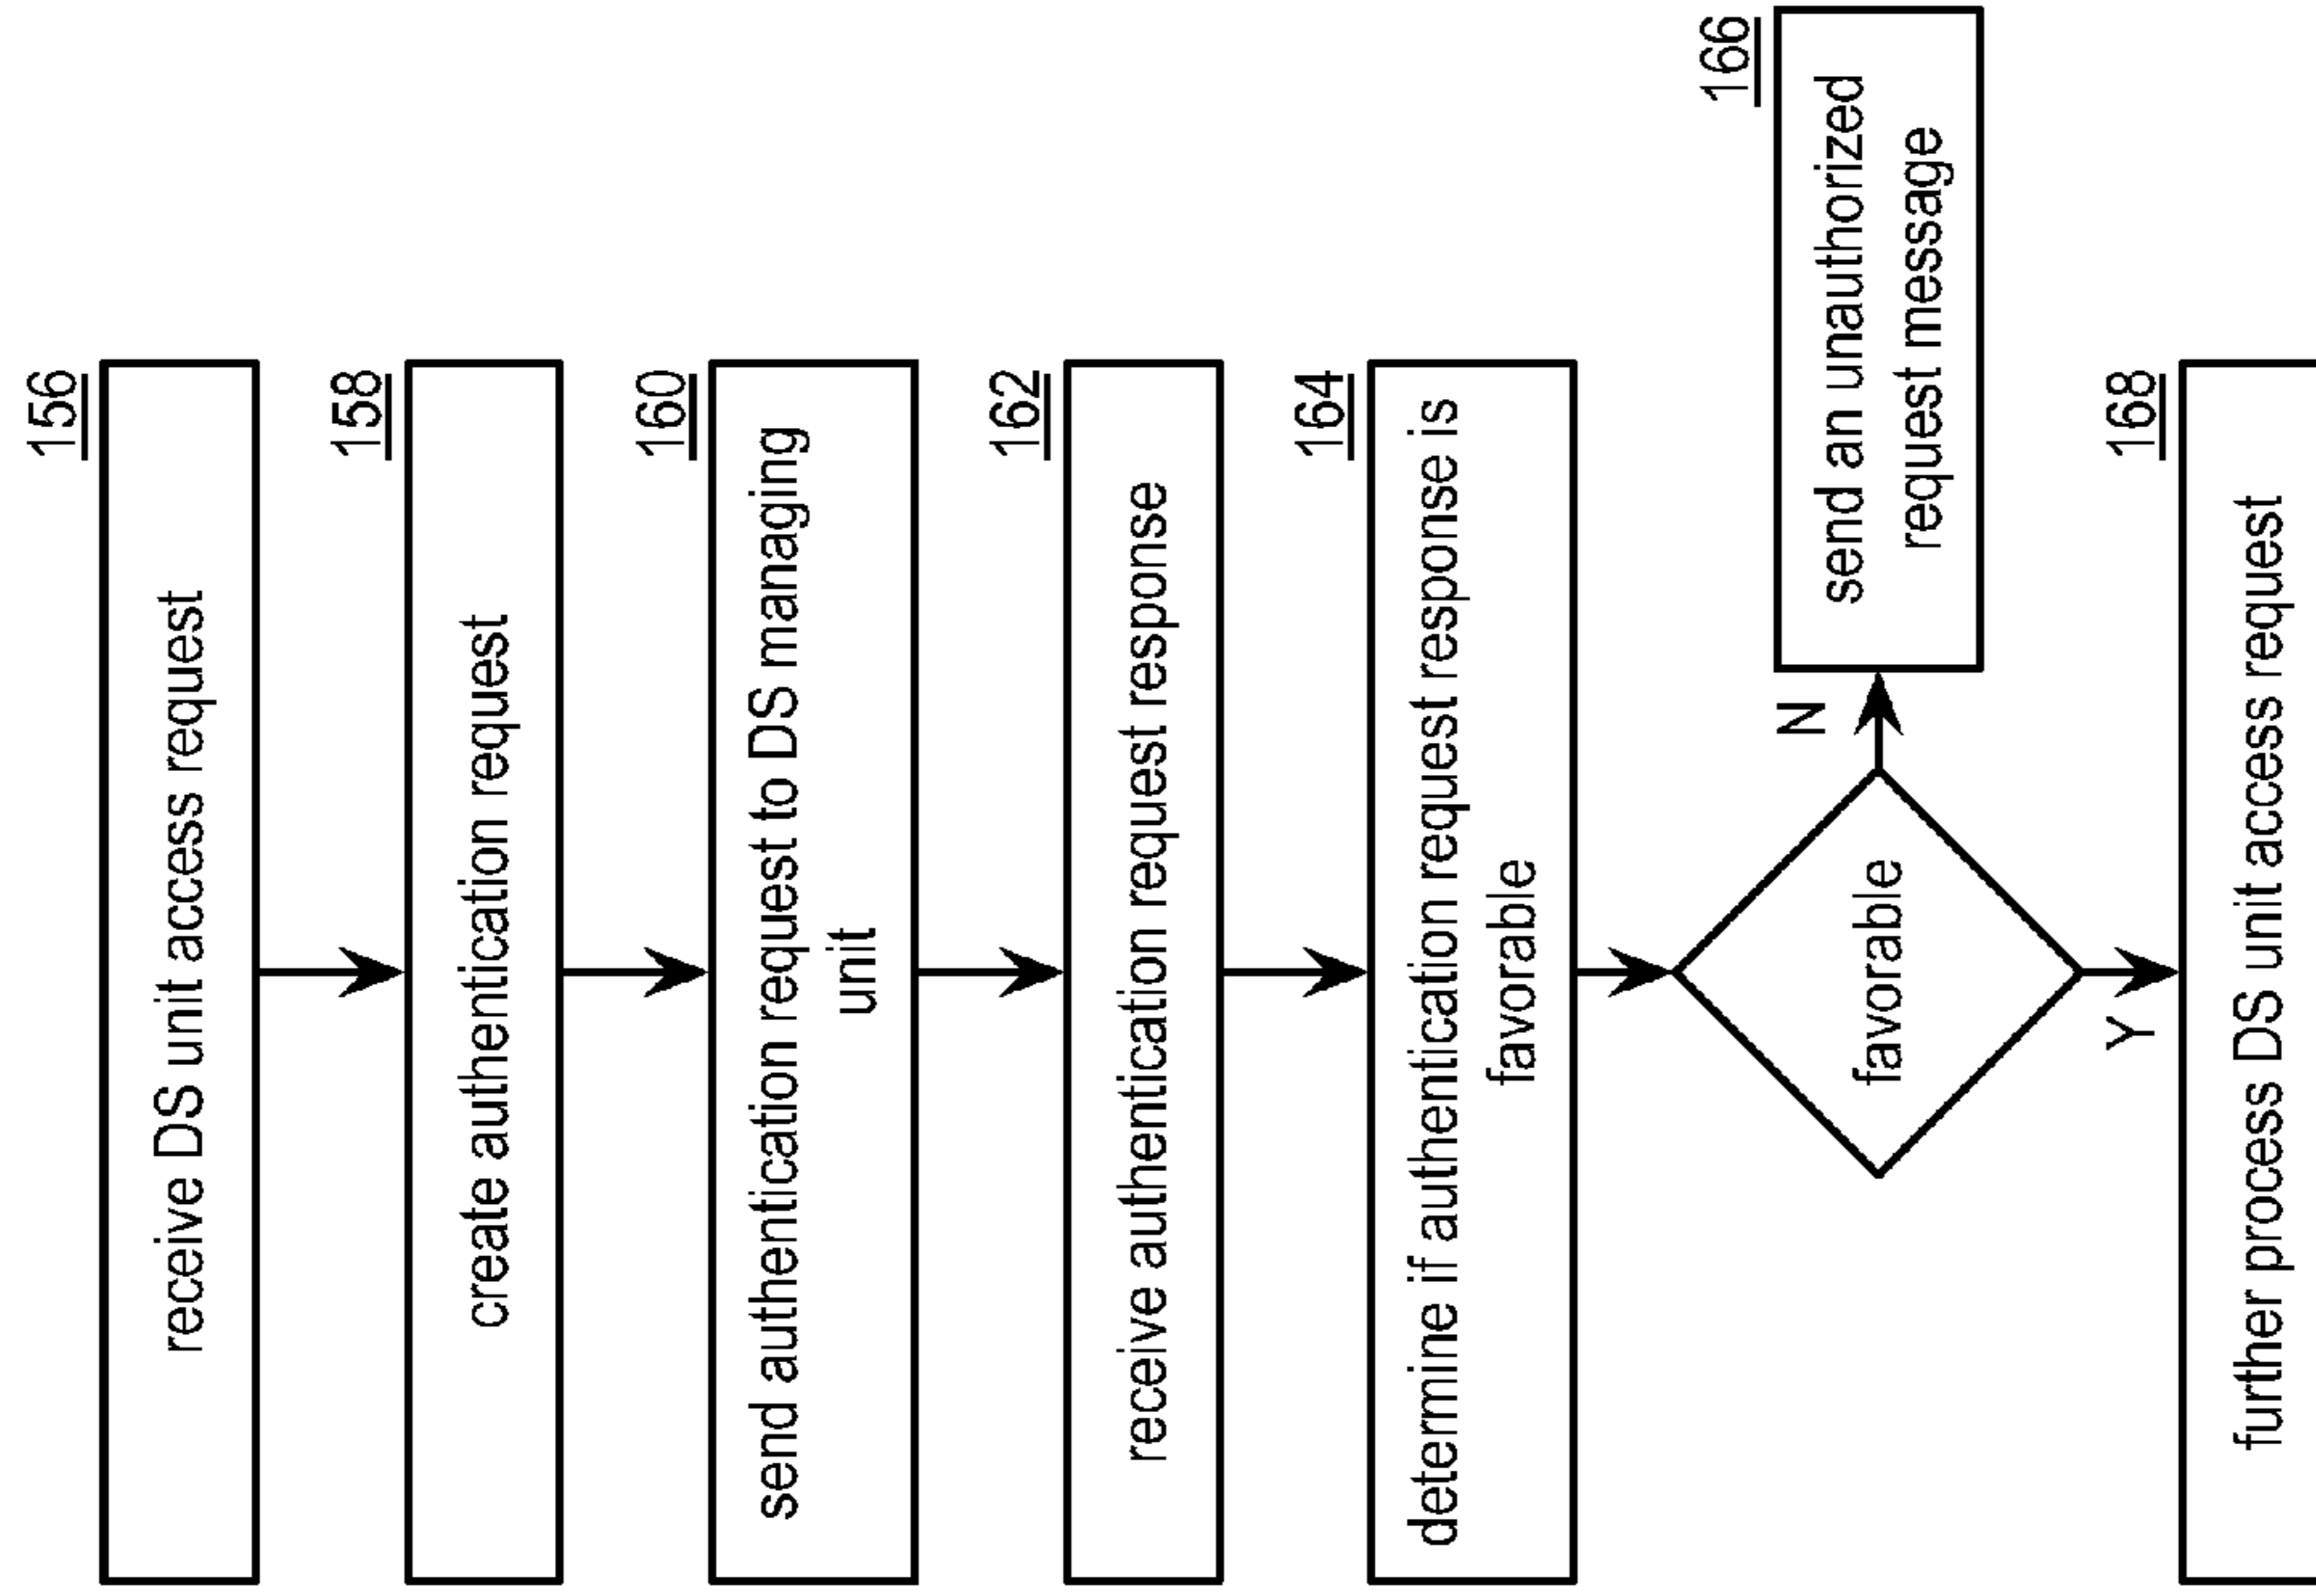 156
receive DS unit access request
158
create authentication request
160
send authentication request to DS managing
unit
162
receive authentication request response
164
determine if authentication request response is
favorable
favorable
N
166
send an unauthorized
request message
Y
168
further process DS unit access request